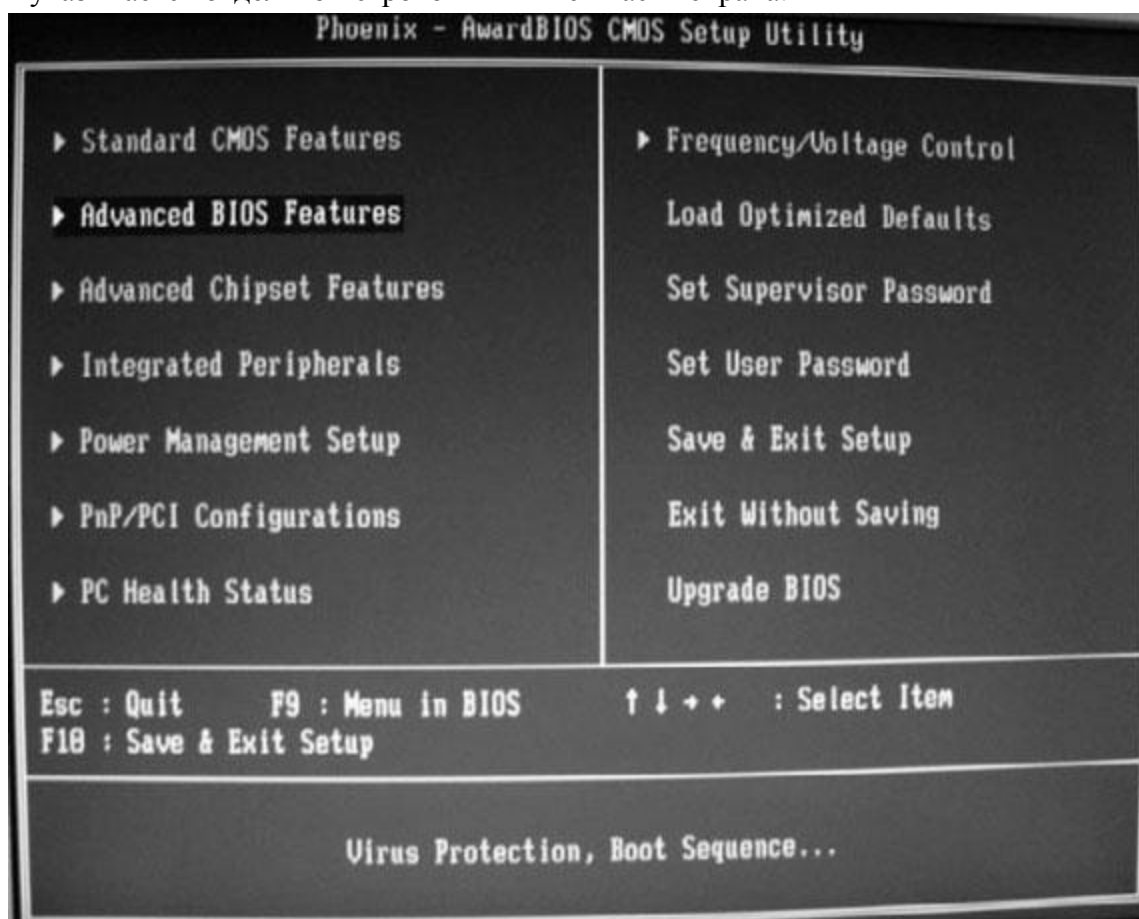 Phoenix - AwardBIOS CMOS Setup Utility
▶ Standard CMOS Features
▶ Advanced BIOS Features
▶ Advanced Chipset Features
▶ Integrated Peripherals
▶ Power Management Setup
▶ PnP/PCI Configurations
▶ PC Health Status
▶ Frequency/Voltage Control
Load Optimized Defaults
Set Supervisor Password
Set User Password
Save & Exit Setup
Exit Without Saving
Upgrade BIOS
Esc : Quit F9 : Menu in BIOS ↑ ↓ → ← : Select Item
F10 : Save & Exit Setup
Virus Protection, Boot Sequence...